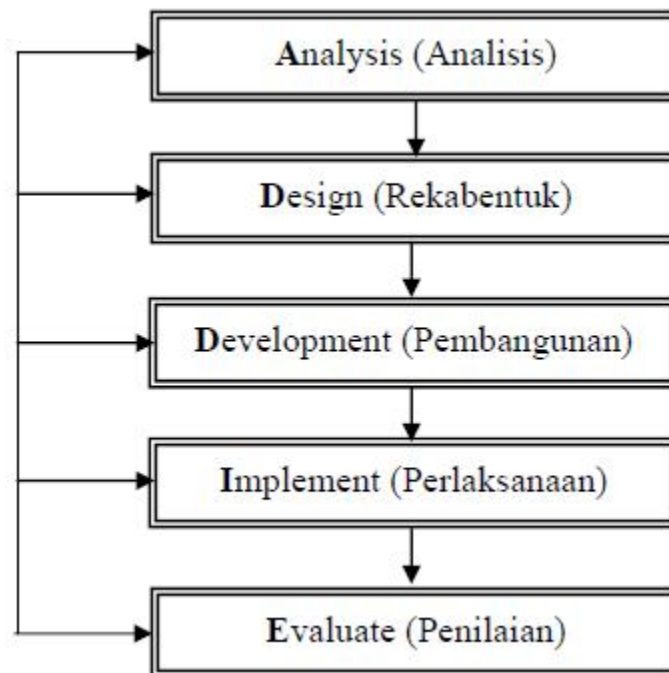 Analysis (Analisis)
Design (Rekabentuk)
Development (Pembangunan)
Implement (Perlaksanaan)
Evaluate (Penilaian)